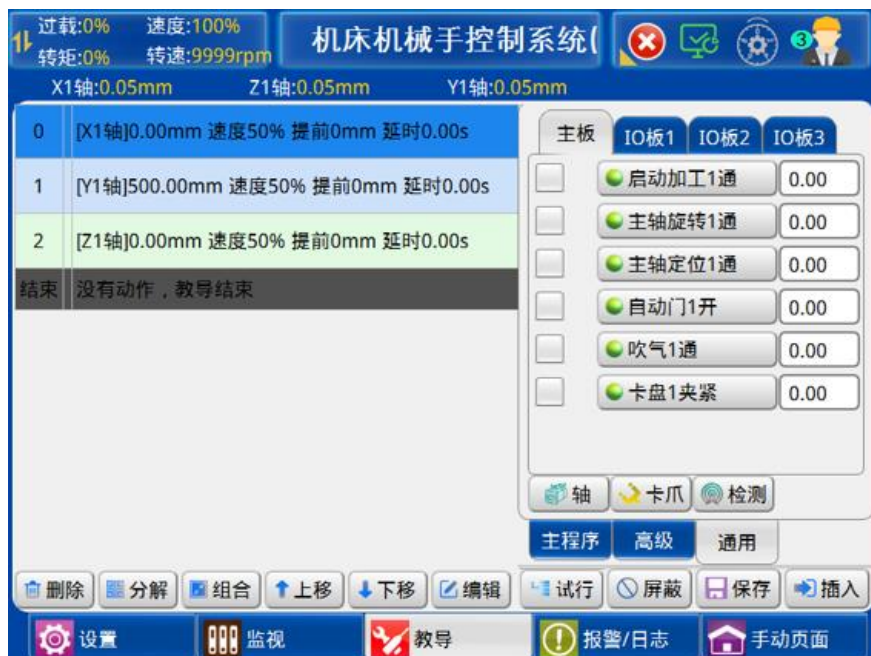 过载:0% 速度:100%
转矩:0% 转速:9999rpm
机床机械手控制系统(
3
X1轴:0.05mm Z1轴:0.05mm Y1轴:0.05mm
0 [X1轴]0.00mm 速度50% 提前0mm 延时0.00s
1 [Y1轴]500.00mm 速度50% 提前0mm 延时0.00s
2 [Z1轴]0.00mm 速度50% 提前0mm 延时0.00s
结束 没有动作，教导结束
主板 IO板1 IO板2 IO板3
启动加工1通 0.00
主轴旋转1通 0.00
主轴定位1通 0.00
自动门1开 0.00
吹气1通 0.00
卡盘1夹紧 0.00
轴 卡爪 检测
主程序 高级 通用
删除 分解 组合 上移 下移 编辑 试行 屏蔽 保存 插入
设置 监视 教导 报警/日志 手动页面